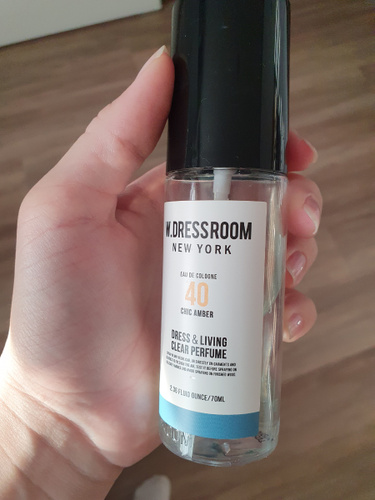 W.DRESSROOM
NEW YORK
EAU DE COLOGNE
40
CHIC AMBER
DRESS & LIVING
CLEAR PERFUME
2.36 FLUID OUNCE/70ML